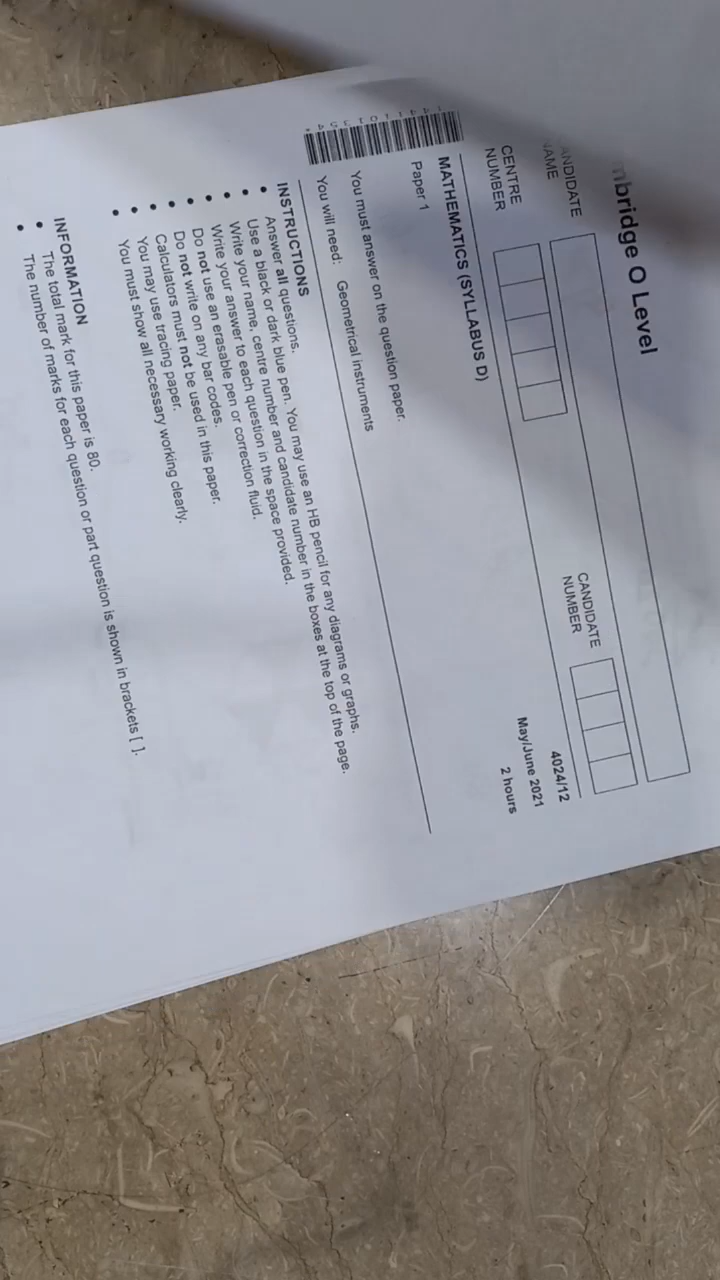 mbridge O Level
ANDIDATE
AME
CENTRE
NUMBER
CANDIDATE
NUMBER
MATHEMATICS (SYLLABUS D)
4024/12
Paper 1
May/June 2021
2 hours
You must answer on the question paper.
You will need: Geometrical instruments
INSTRUCTIONS
• Answer all questions.
• Use a black or dark blue pen. You may use an HB pencil for any diagrams or graphs.
• Write your name, centre number and candidate number in the boxes at the top of the page.
• Write your answer to each question in the space provided.
• Do not use an erasable pen or correction fluid.
• Do not write on any bar codes.
• Calculators must not be used in this paper.
• You may use tracing paper.
• You must show all necessary working clearly.
INFORMATION
• The total mark for this paper is 80.
• The number of marks for each question or part question is shown in brackets [ ].